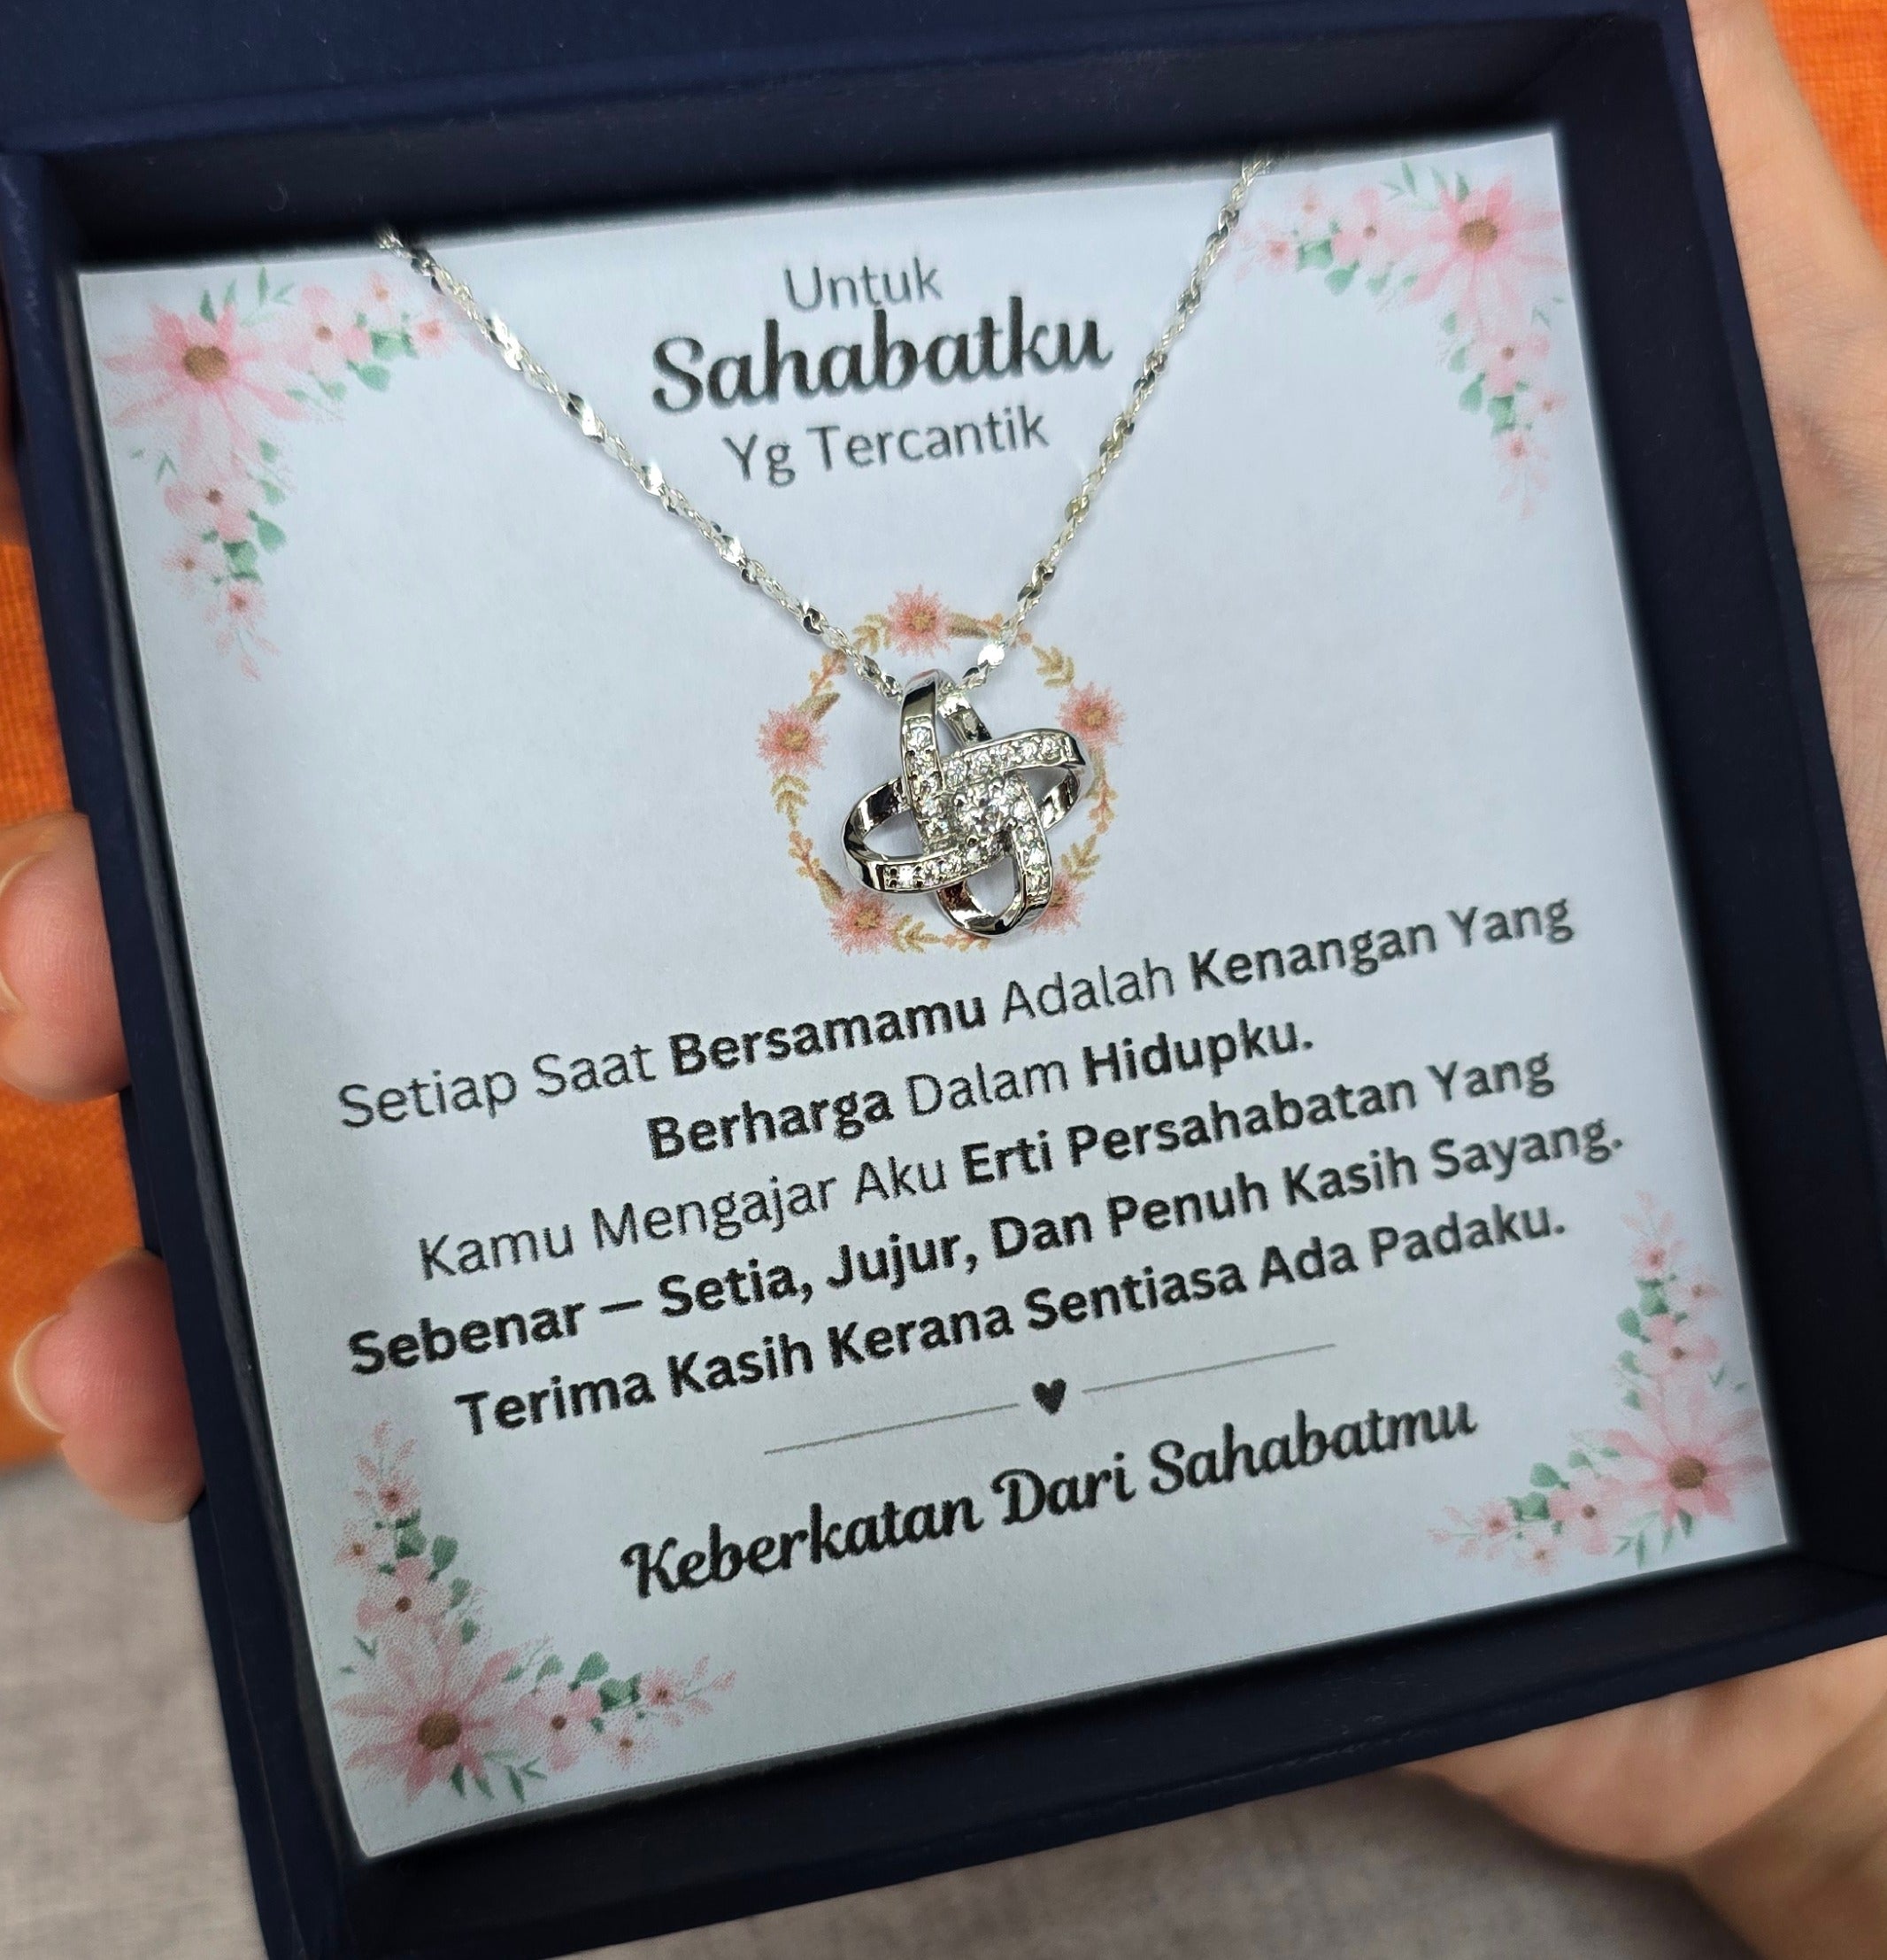 Untuk
Sahabatku
Yg Tercantik
Setiap Saat Bersamamu Adalah Kenangan Yang
Berharga Dalam Hidupku.
Kamu Mengajar Aku Erti Persahabatan Yang
Sebenar – Setia, Jujur, Dan Penuh Kasih Sayang.
Terima Kasih Kerana Sentiasa Ada Padaku.
Keberkatan Dari Sahabatmu